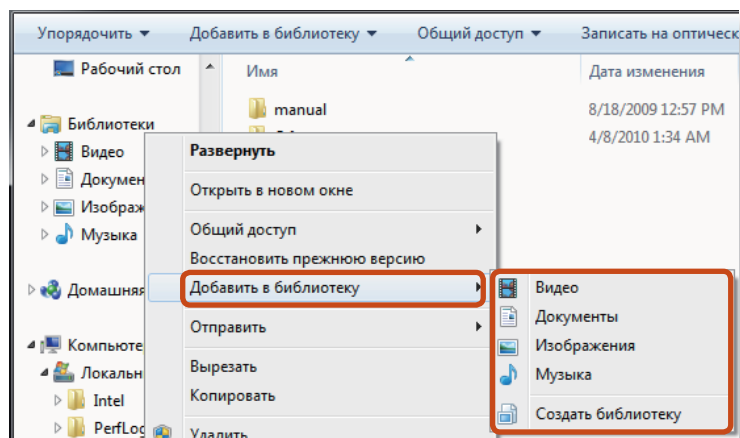 Упорядочить Добавить в библиотеку Общий доступ Записать на оптическ
Рабочий стол
Имя Дата изменения
manual 8/18/2009 12:57 PM
4/8/2010 1:34 AM
Библиотеки
Видео
Докумен
Изображ
Музыка
Домашняя
Компьюте
Локальн
Intel
PerfLog
Развернуть
Открыть в новом окне
Общий доступ
Восстановить прежнюю версию
Добавить в библиотеку
Отправить
Вырезать
Копировать
Удалить
Видео
Документы
Изображения
Музыка
Создать библиотеку